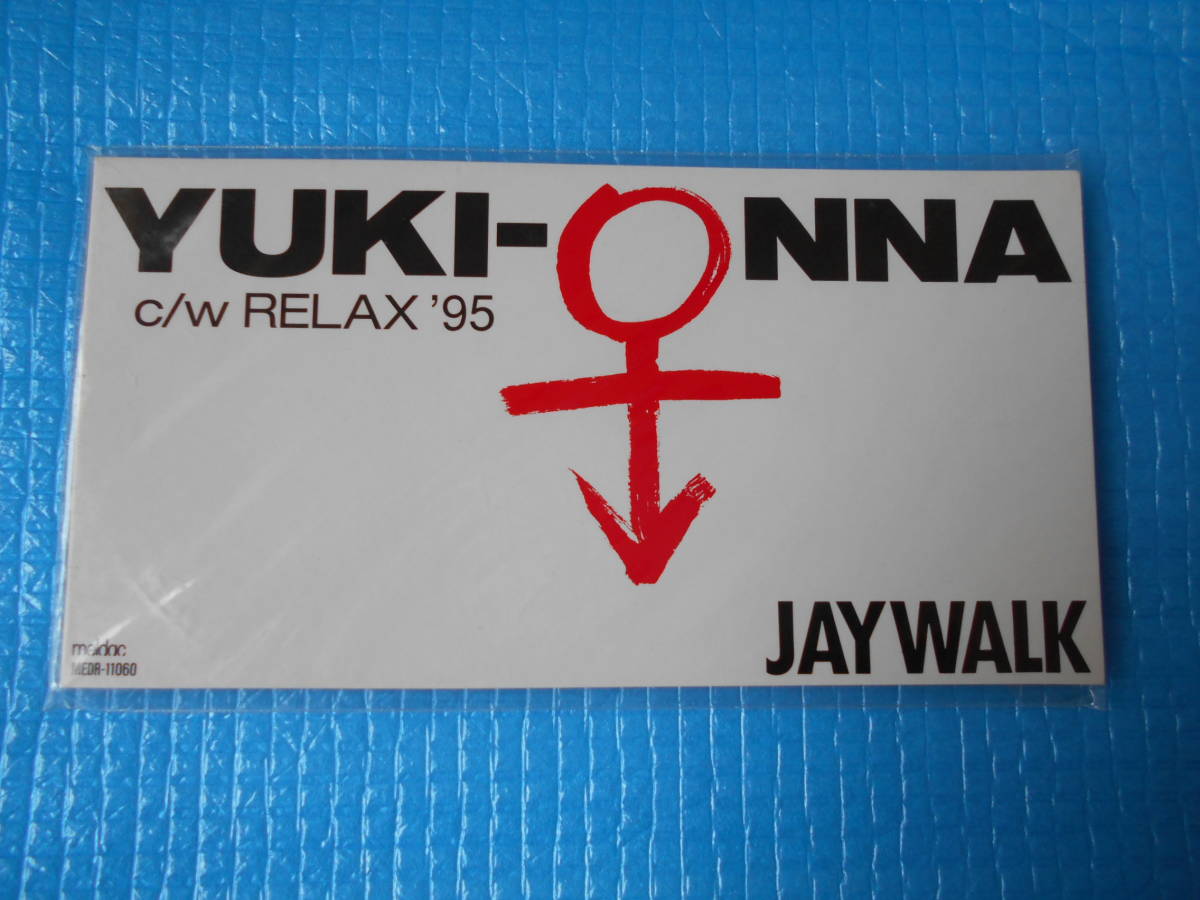 YUKI-ONNA
c/w RELAX '95
meldac
MEDR-11060
JAYWALK